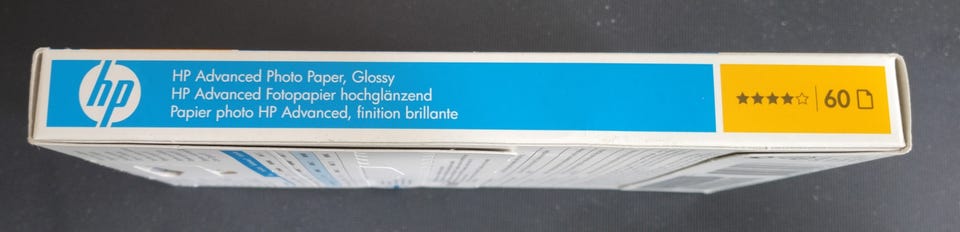 hp
HP Advanced Photo Paper, Glossy
HP Advanced Fotopapier hochglänzend
Papier photo HP Advanced, finition brillante
60